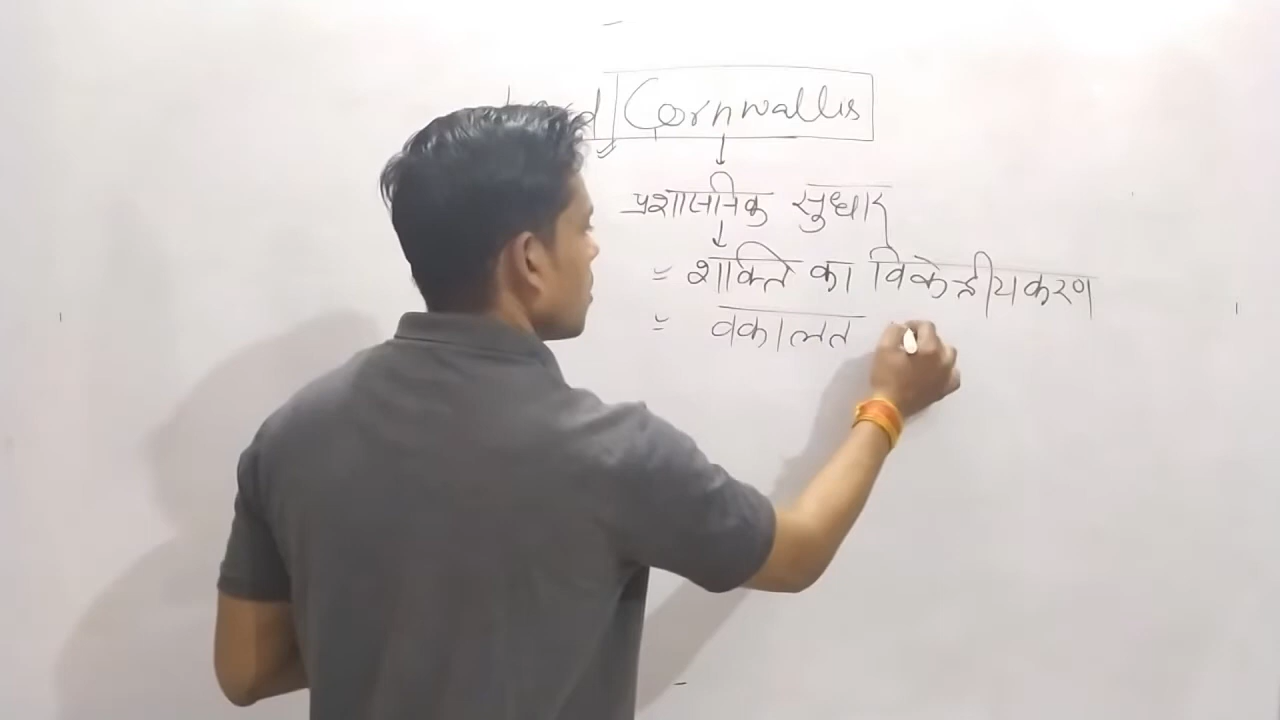 Cornwallis
प्रशासनिक सुधार
= शक्ति का विकेन्द्रीयकरण
= वकालत